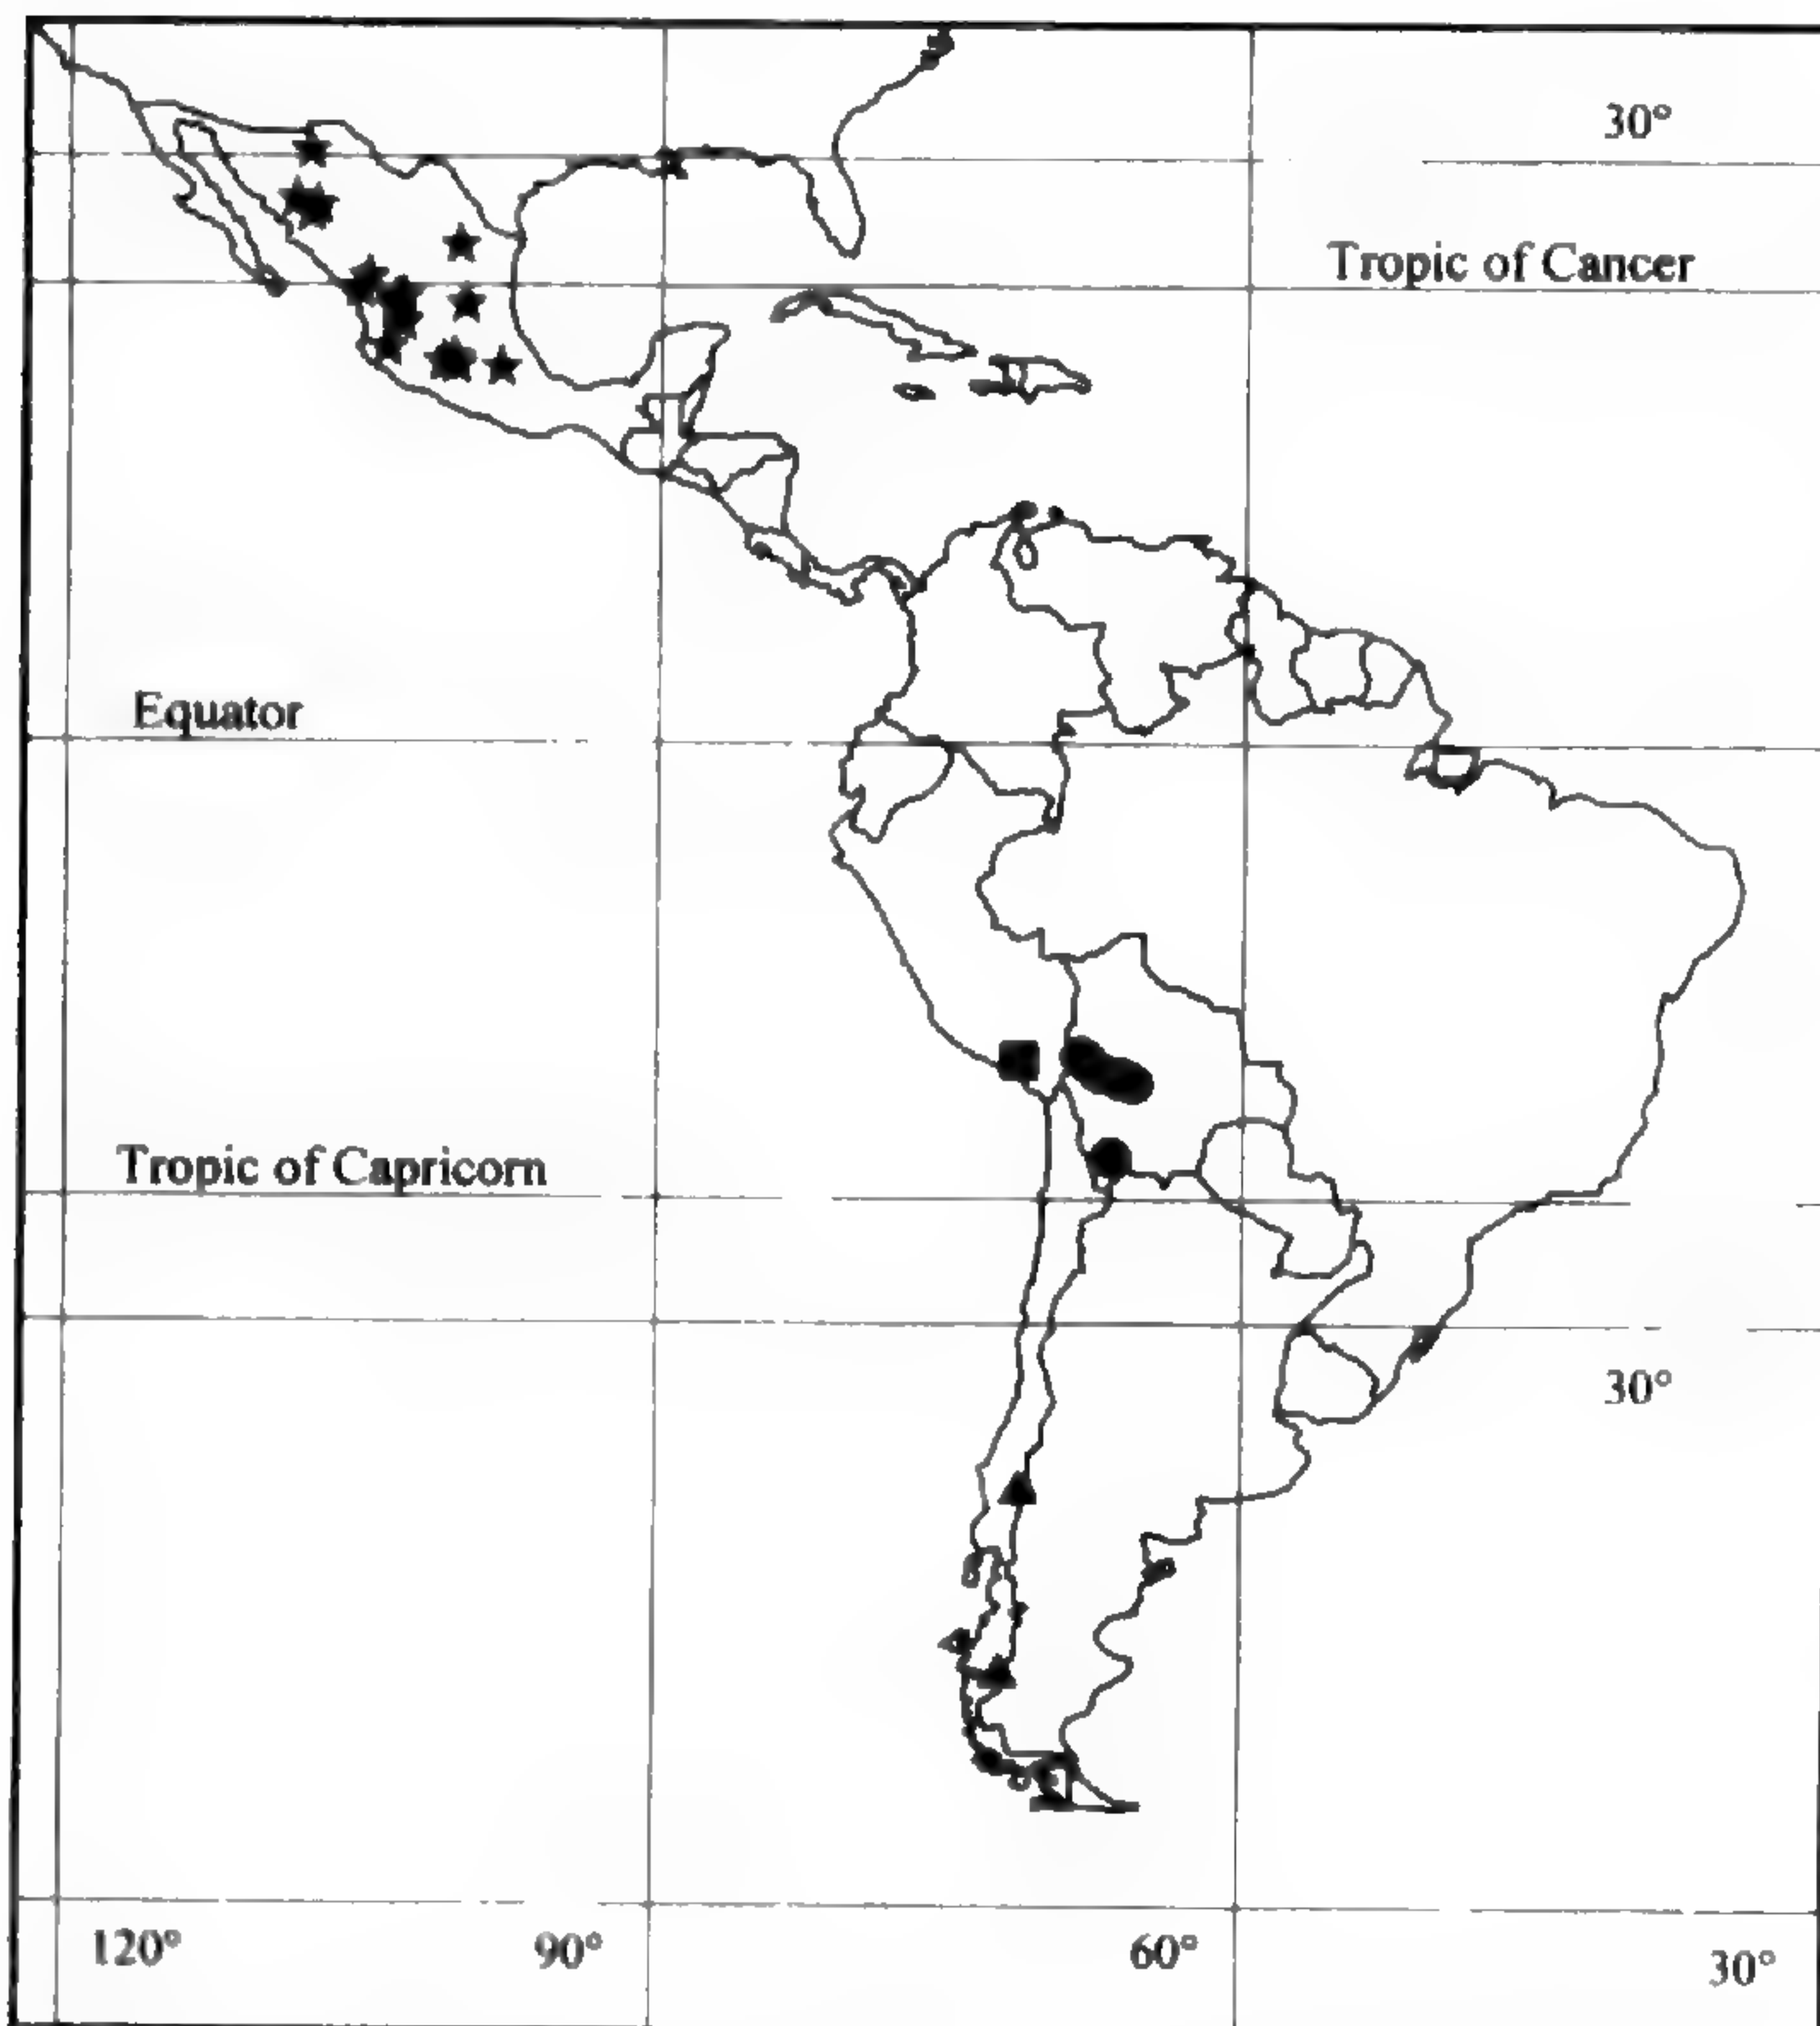 30°
Tropic of Cancer
Equator
Tropic of Capricorn
30°
120° 90° 60° 30°